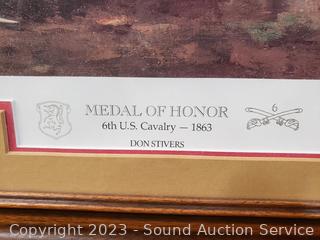 6
MEDAL OF HONOR
6th U.S. Cavalry — 1863
DON STIVERS
Copyright 2023 - Sound Auction Service